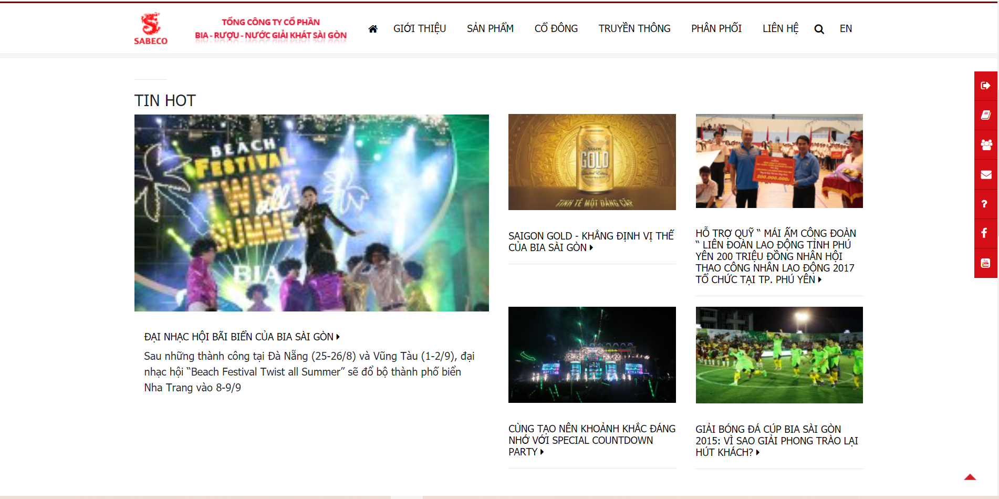 SABECO
TỔNG CÔNG TY CỔ PHẦN
BIA - RƯỢU - NƯỚC GIẢI KHÁT SÀI GÒN
GIỚI THIỆU
SẢN PHẨM
CỔ ĐÔNG
TRUYỀN THÔNG
PHÂN PHỐI
LIÊN HỆ
EN
TIN HOT
BEACH
FESTIVAL
TWIST
all
SUMMER
BIA
ĐẠI NHẠC HỘI BÃI BIỂN CỦA BIA SÀI GÒN
Sau những thành công tại Đà Nẵng (25-26/8) và Vũng Tàu (1-2/9), đại
nhạc hội “Beach Festival Twist all Summer” sẽ đổ bộ thành phố biển
Nha Trang vào 8-9/9
SAIGON
GOLD
Limited Edition
TINH TẾ MỘT ĐẲNG CẤP
SAIGON GOLD - KHẲNG ĐỊNH VỊ THẾ
CỦA BIA SÀI GÒN
200.000.000đ
HỖ TRỢ QUỸ “ MÁI ẤM CÔNG ĐOÀN
“ LIÊN ĐOÀN LAO ĐỘNG TỈNH PHÚ
YÊN 200 TRIỆU ĐỒNG NHÂN HỘI
THAO CÔNG NHÂN LAO ĐỘNG 2017
TỔ CHỨC TẠI TP. PHÚ YÊN
CÙNG TẠO NÊN KHOẢNH KHẮC ĐÁNG
NHỚ VỚI SPECIAL COUNTDOWN
PARTY
GIẢI BÓNG ĐÁ CÚP BIA SÀI GÒN
2015: VÌ SAO GIẢI PHONG TRÀO LẠI
HÚT KHÁCH?
You
Tube